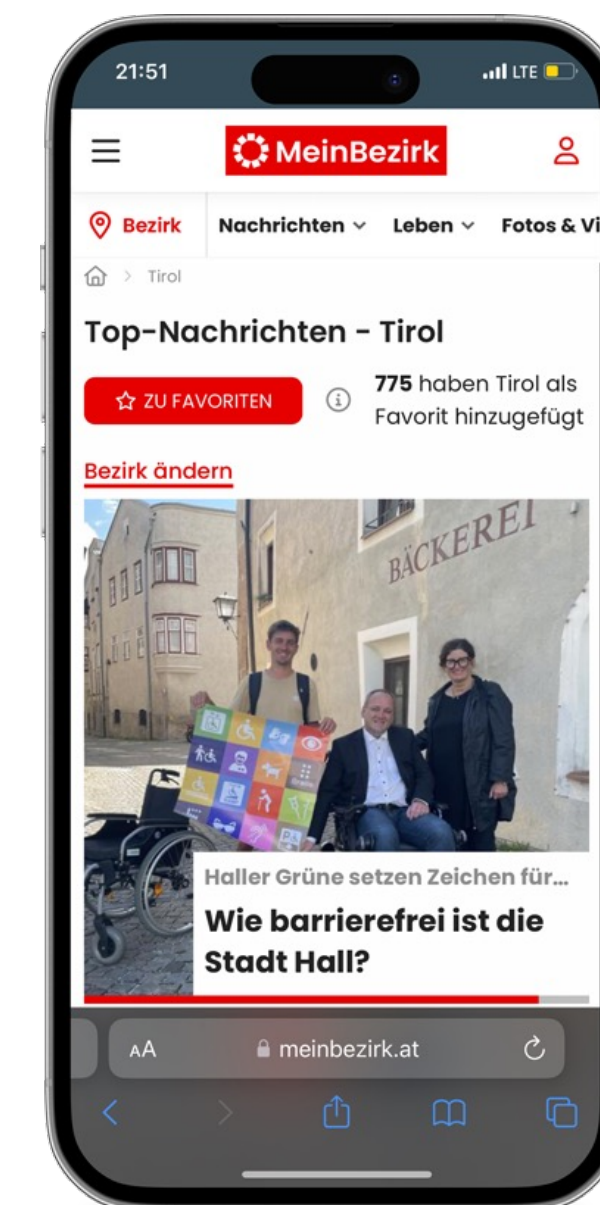 21:51
LTE
MeinBezirk
Bezirk Nachrichten Leben Fotos & Vi
Tirol
Top-Nachrichten - Tirol
ZU FAVORITEN
775 haben Tirol als
Favorit hinzugefügt
Bezirk ändern
BÄCKEREI
Haller Grüne setzen Zeichen für...
Wie barrierefrei ist die
Stadt Hall?
AA meinbezirk.at